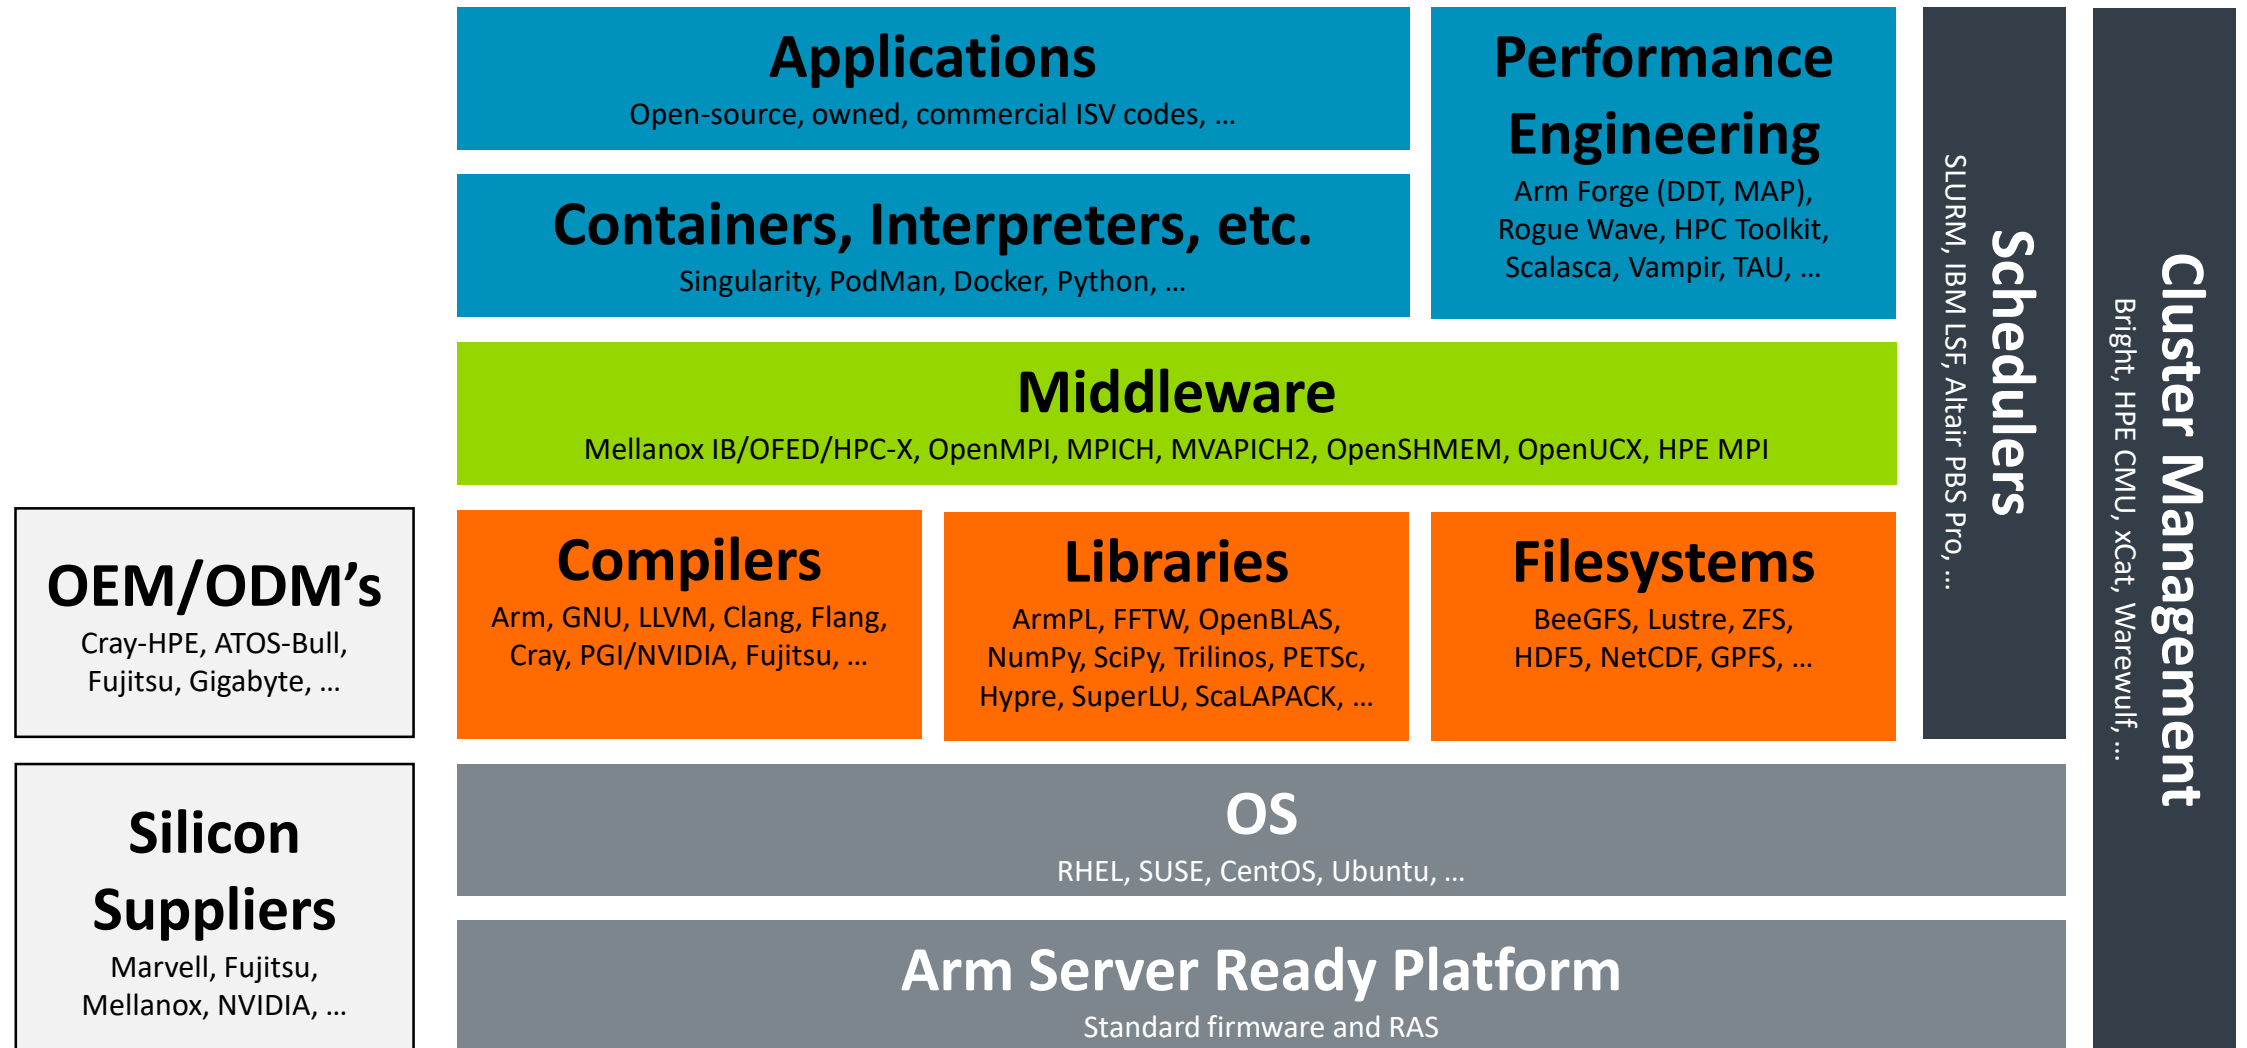 Applications
Open-source, owned, commercial ISV codes, ...
Performance
Engineering
Arm Forge (DDT, MAP),
Rogue Wave, HPC Toolkit,
Scalasca, Vampir, TAU, ...
Containers, Interpreters, etc.
Singularity, PodMan, Docker, Python, ...
Middleware
Mellanox IB/OFED/HPC-X, OpenMPI, MPICH, MVAPICH2, OpenSHMEM, OpenUCX, HPE MPI
OEM/ODM’s
Cray-HPE, ATOS-Bull,
Fujitsu, Gigabyte, ...
Compilers
Arm, GNU, LLVM, Clang, Flang,
Cray, PGI/NVIDIA, Fujitsu, ...
Libraries
ArmPL, FFTW, OpenBLAS,
NumPy, SciPy, Trilinos, PETSc,
Hypre, SuperLU, ScaLAPACK, ...
Filesystems
BeeGFS, Lustre, ZFS,
HDF5, NetCDF, GPFS, ...
Schedulers
SLURM, IBM LSF, Altair PBS Pro, ...
Cluster Management
Bright, HPE CMU, xCat, Warewulf, ...
Silicon
Suppliers
Marvell, Fujitsu,
Mellanox, NVIDIA, ...
OS
RHEL, SUSE, CentOS, Ubuntu, ...
Arm Server Ready Platform
Standard firmware and RAS